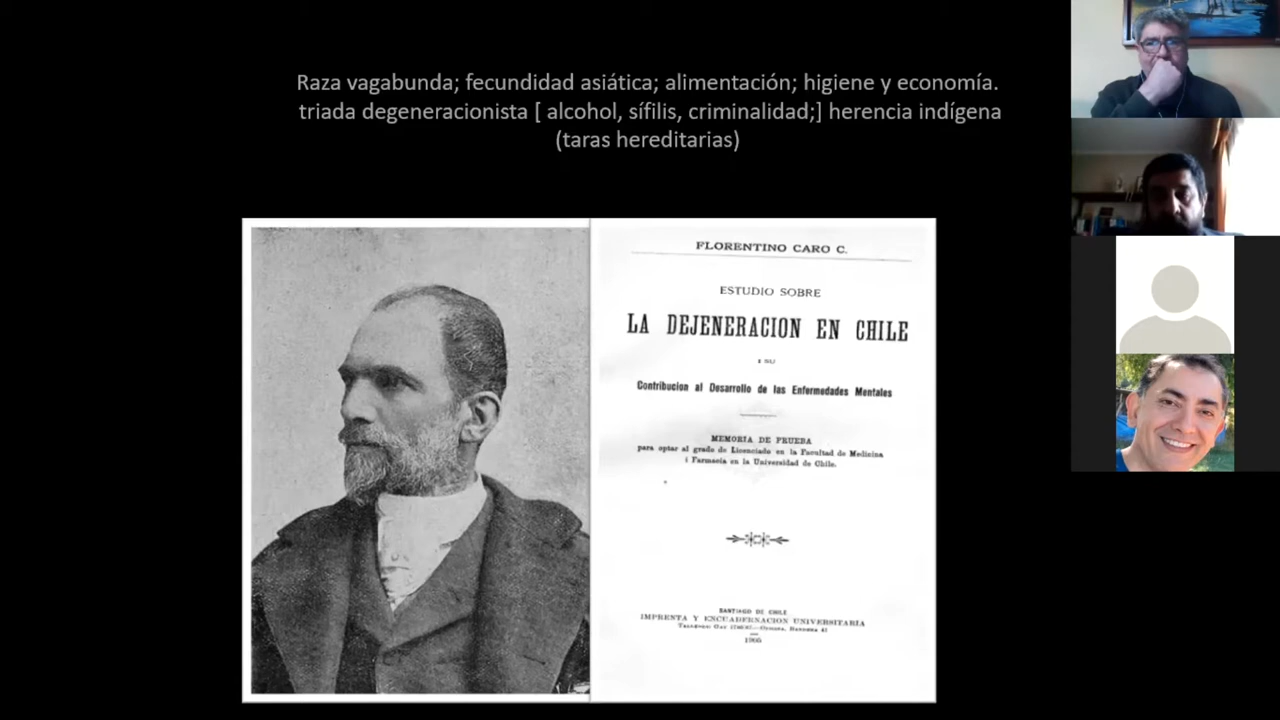 Raza vagabunda; fecundidad asiática; alimentación; higiene y economía.
triada degeneracionista [ alcohol, sífilis, criminalidad;] herencia indígena
(taras hereditarias)
FLORENTINO CARO C.
ESTUDIO SOBRE
LA DEJENERACION EN CHILE
I SU
Contribucion al Desarrollo de las Enfermedades Mentales
MEMORIA DE PRUEBA
para optar al grado de Licenciado en la Facultad de Medicina
i Farmacia en la Universidad de Chile.
SANTIAGO DE CHILE
IMPRENTA Y ENCUADERNACION UNIVERSITARIA